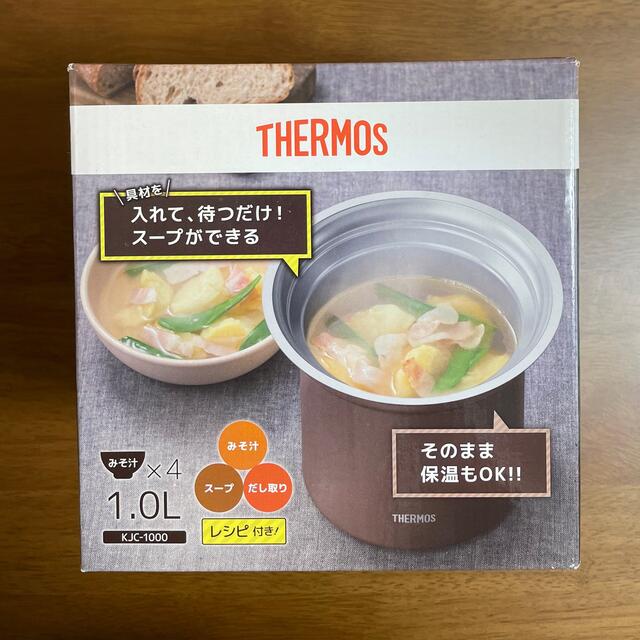 THERMOS
具材を
入れて、待つだけ!
スープができる
みそ汁
×4
1.0L
KJC-1000
みそ汁
スープ
だし取り
レシピ付き!
そのまま
保温もOK!!
THERMOS